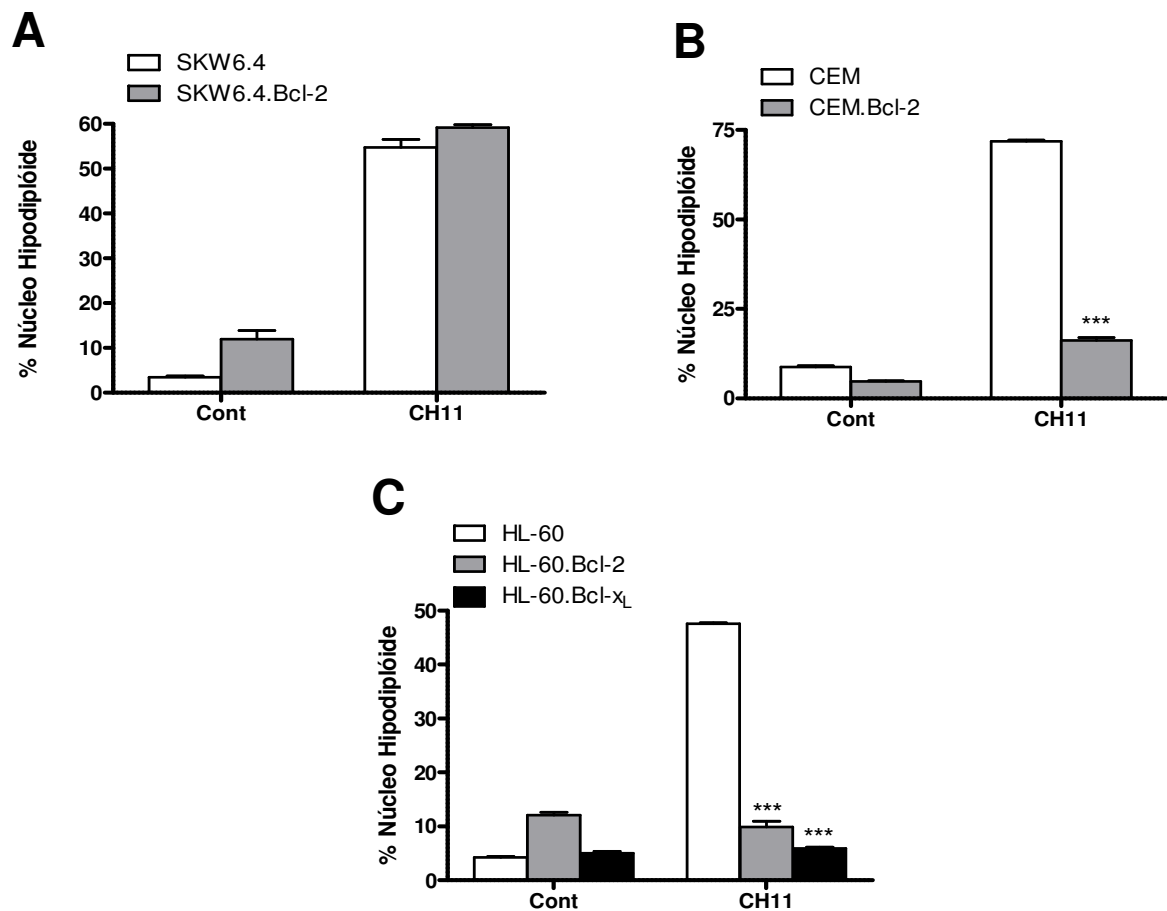 A
SKW6.4
SKW6.4.Bcl-2
% Núcleo Hipodiplóide
60
50
40
30
20
10
0
Cont
CH11
B
CEM
CEM.Bcl-2
% Núcleo Hipodiplóide
75
50
25
0
***
Cont
CH11
C
HL-60
HL-60.Bcl-2
HL-60.Bcl-xL
% Núcleo Hipodiplóide
50
40
30
20
10
0
***
***
Cont
CH11